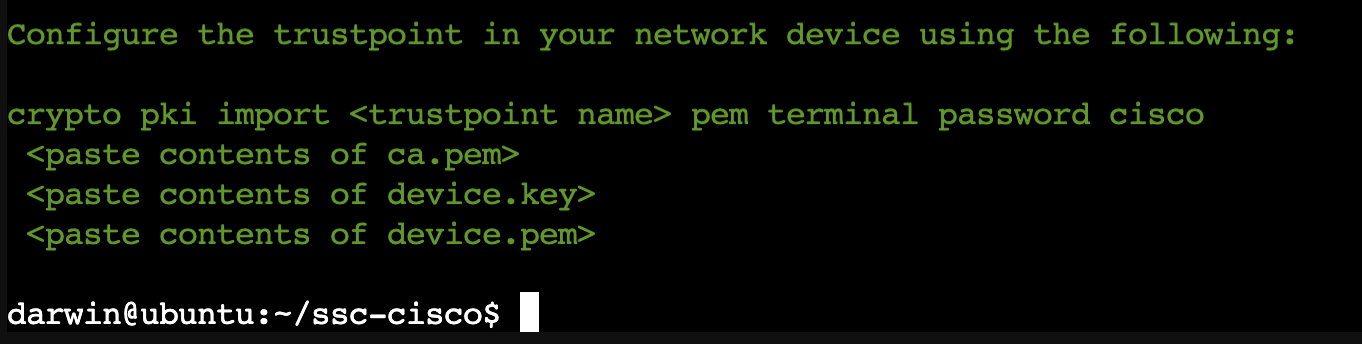 Configure the trustpoint in your network device using the following:
crypto pki import <trustpoint name> pem terminal password cisco
<paste contents of ca.pem>
<paste contents of device.key>
<paste contents of device.pem>
darwin@ubuntu:~/ssc-cisco$